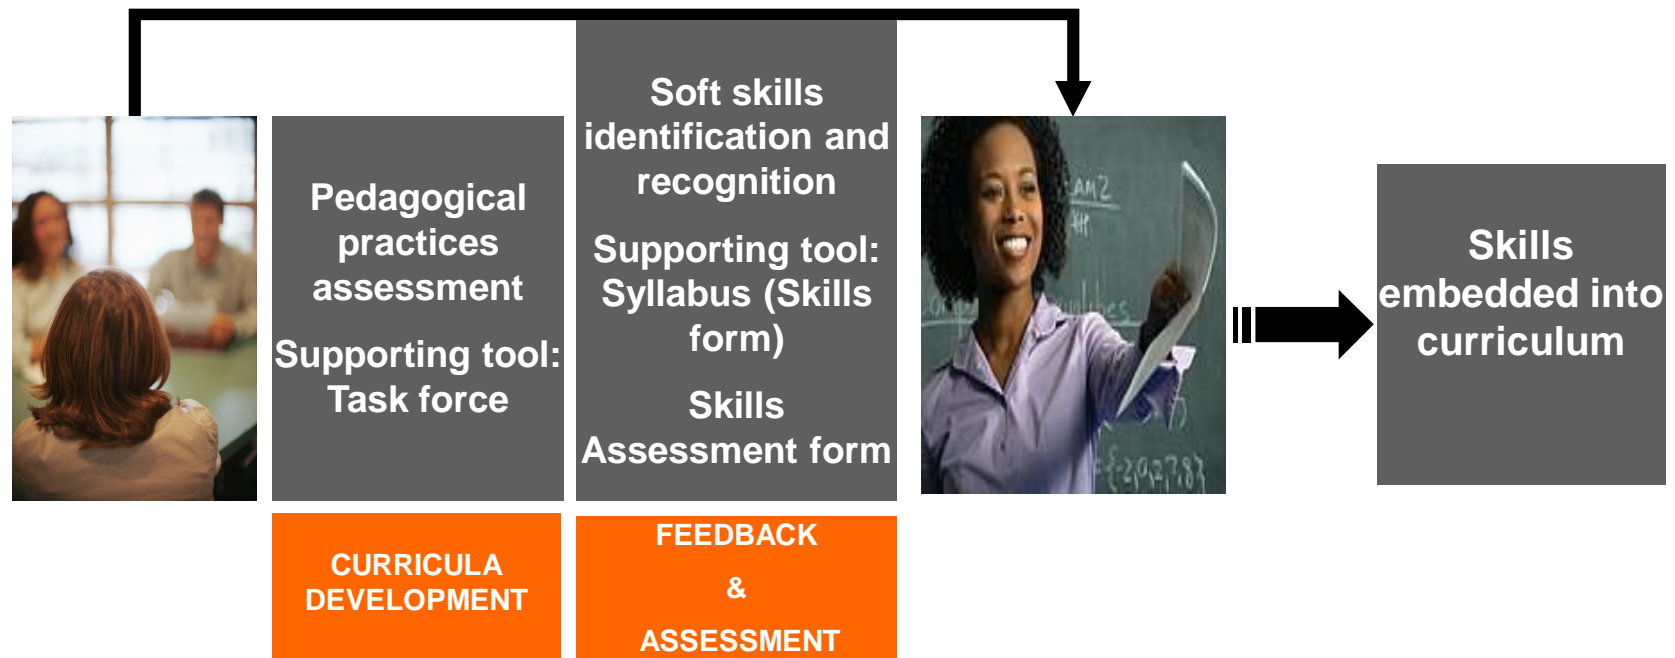 Pedagogical
practices
assessment
Supporting tool:
Task force
Soft skills
identification and
recognition
Supporting tool:
Syllabus (Skills
form)
Skills
Assessment form
Skills
embedded into
curriculum
CURRICULA
DEVELOPMENT
FEEDBACK
&
ASSESSMENT